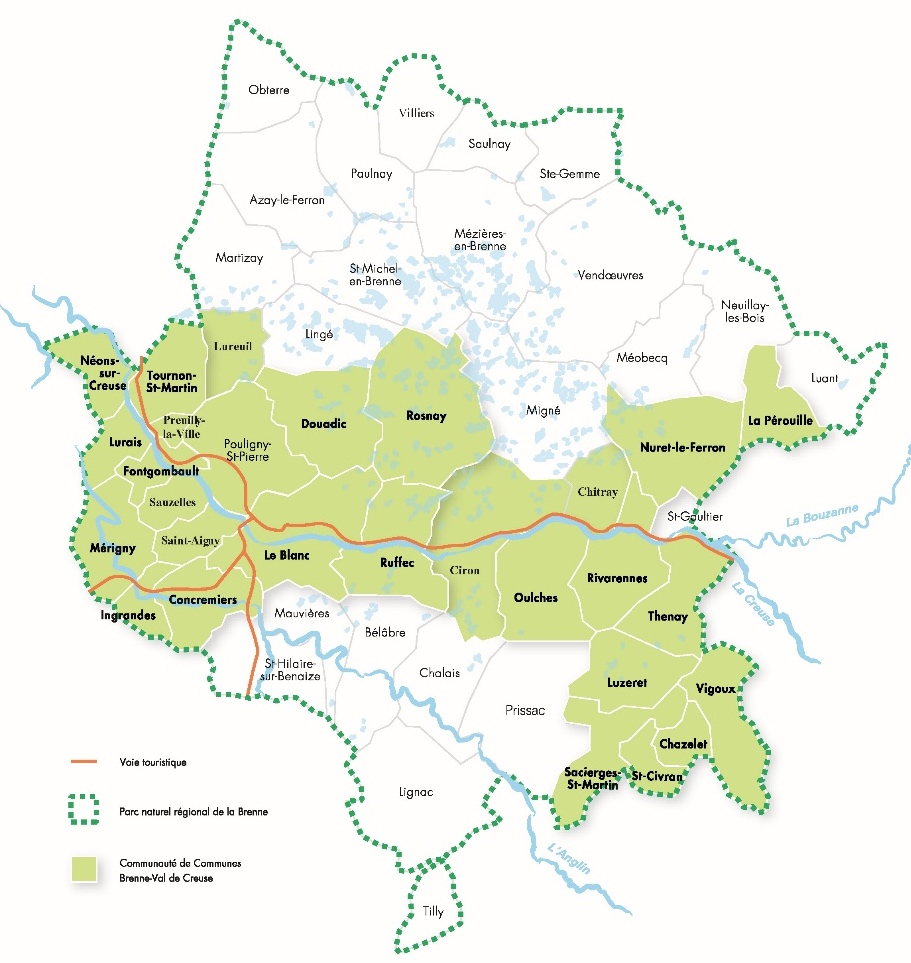 Obterre
Villiers
Saulnay
Paulnay
Ste-Gemme
Azay-le-Ferron
Mézières-
en-Brenne
Martizay
St-Michel-
en-Brenne
Vendœuvres
Neuillay-
les-Bois
Lingé
Lureuil
Méobecq
Néons-
sur-
Creuse
Tournon-
St-Martin
Luant
Migné
Rosnay
Douadic
La Pérouille
Preuilly-
la-Ville
Lurais
Pouligny-
St-Pierre
Nuret-le-Ferron
Fontgombault
Chitray
Sauzelles
St-Gaultier
La Bouzanne
Saint-Aigny
Mérigny
Le Blanc
Ruffec
Ciron
Rivarennes
Oulches
La Creuse
Concremiers
Ingrandes
Mauvières
Thenay
Bélâbre
St-Hilaire-
sur-Benaize
Chalais
Luzeret
Vigoux
Prissac
Chazelet
Sacierges-
St-Martin
St-Civran
Lignac
L'Anglin
Tilly
Voie touristique
Parc naturel régional de la Brenne
Communauté de Communes
Brenne-Val de Creuse